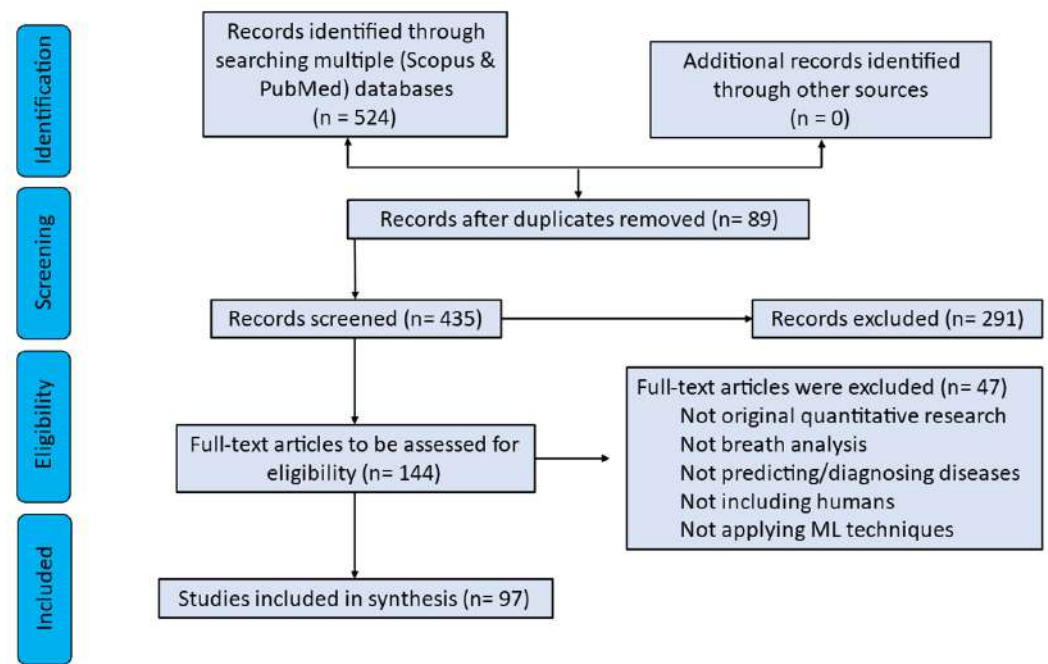 Identification
Records identified through
searching multiple (Scopus &
PubMed) databases
(n = 524)
Additional records identified
through other sources
(n = 0)
Screening
Records after duplicates removed (n= 89)
Records screened (n= 435)
Records excluded (n= 291)
Eligibility
Full-text articles to be assessed for
eligibility (n= 144)
Full-text articles were excluded (n= 47)
Not original quantitative research
Not breath analysis
Not predicting/diagnosing diseases
Not including humans
Not applying ML techniques
Included
Studies included in synthesis (n= 97)